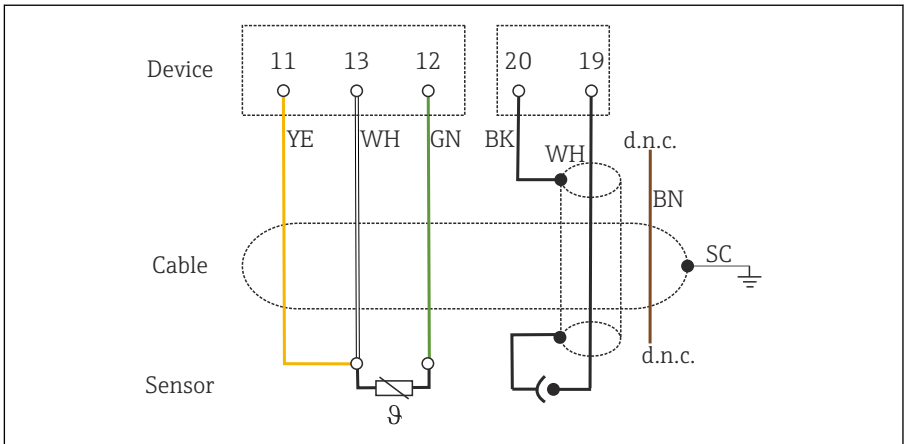 Device
11
13
12
20
19
YE
WH
GN
BK
WH
d.n.c.
BN
Cable
SC
d.n.c.
Sensor
ϑ